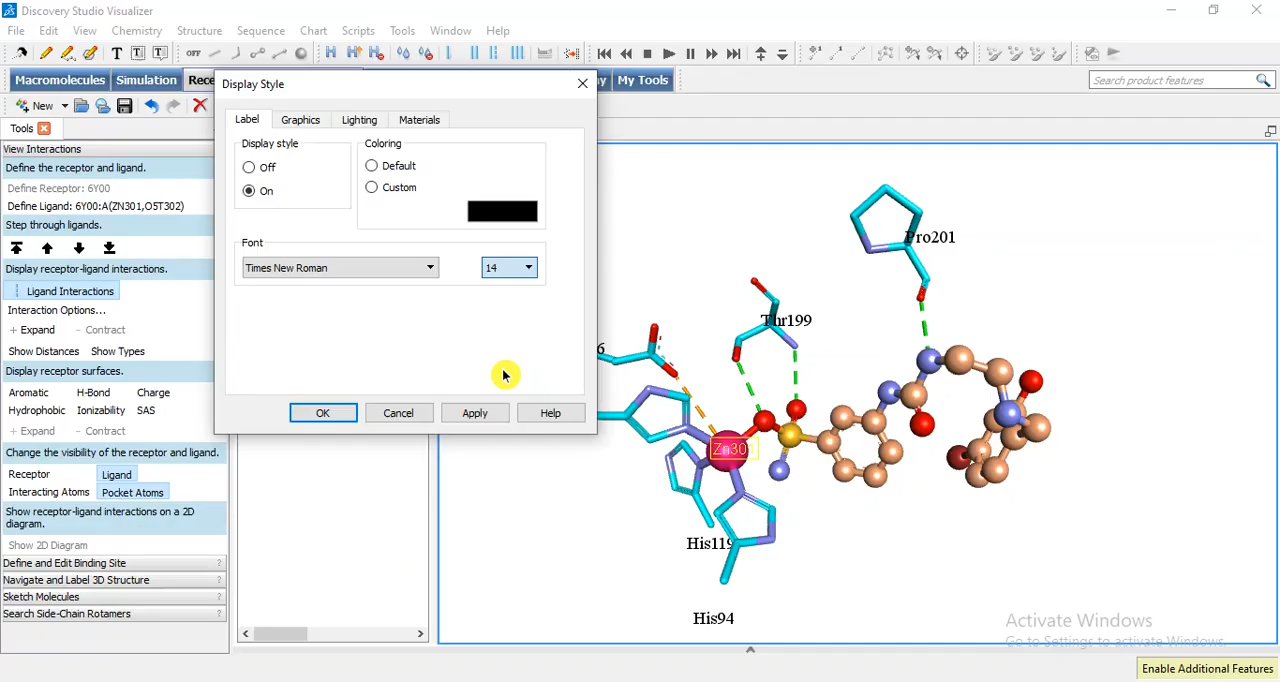 Discovery Studio Visualizer
File Edit View Chemistry Structure Sequence Chart Scripts Tools Window Help
OFF
Macromolecules Simulation Rece My Tools
Search product features
New
Tools
View Interactions
Define the receptor and ligand.
Define Receptor: 6Y00
Define Ligand: 6Y00:A(ZN301,O5T302)
Step through ligands.
Display receptor-ligand interactions.
Ligand Interactions
Interaction Options...
+ Expand - Contract
Show Distances Show Types
Display receptor surfaces.
Aromatic H-Bond Charge
Hydrophobic Ionizability SAS
+ Expand - Contract
Change the visibility of the receptor and ligand.
Receptor Ligand
Interacting Atoms Pocket Atoms
Show receptor-ligand interactions on a 2D
diagram.
Show 2D Diagram
Define and Edit Binding Site ?
Navigate and Label 3D Structure ?
Sketch Molecules ?
Search Side-Chain Rotamers ?
Display Style
Label Graphics Lighting Materials
Display style
Off
On
Coloring
Default
Custom
Font
Times New Roman 14
OK Cancel Apply Help
Pro201
Thr199
6
Zn30
His119
His94
Activate Windows
Go to Settings to activate Windows.
Enable Additional Features